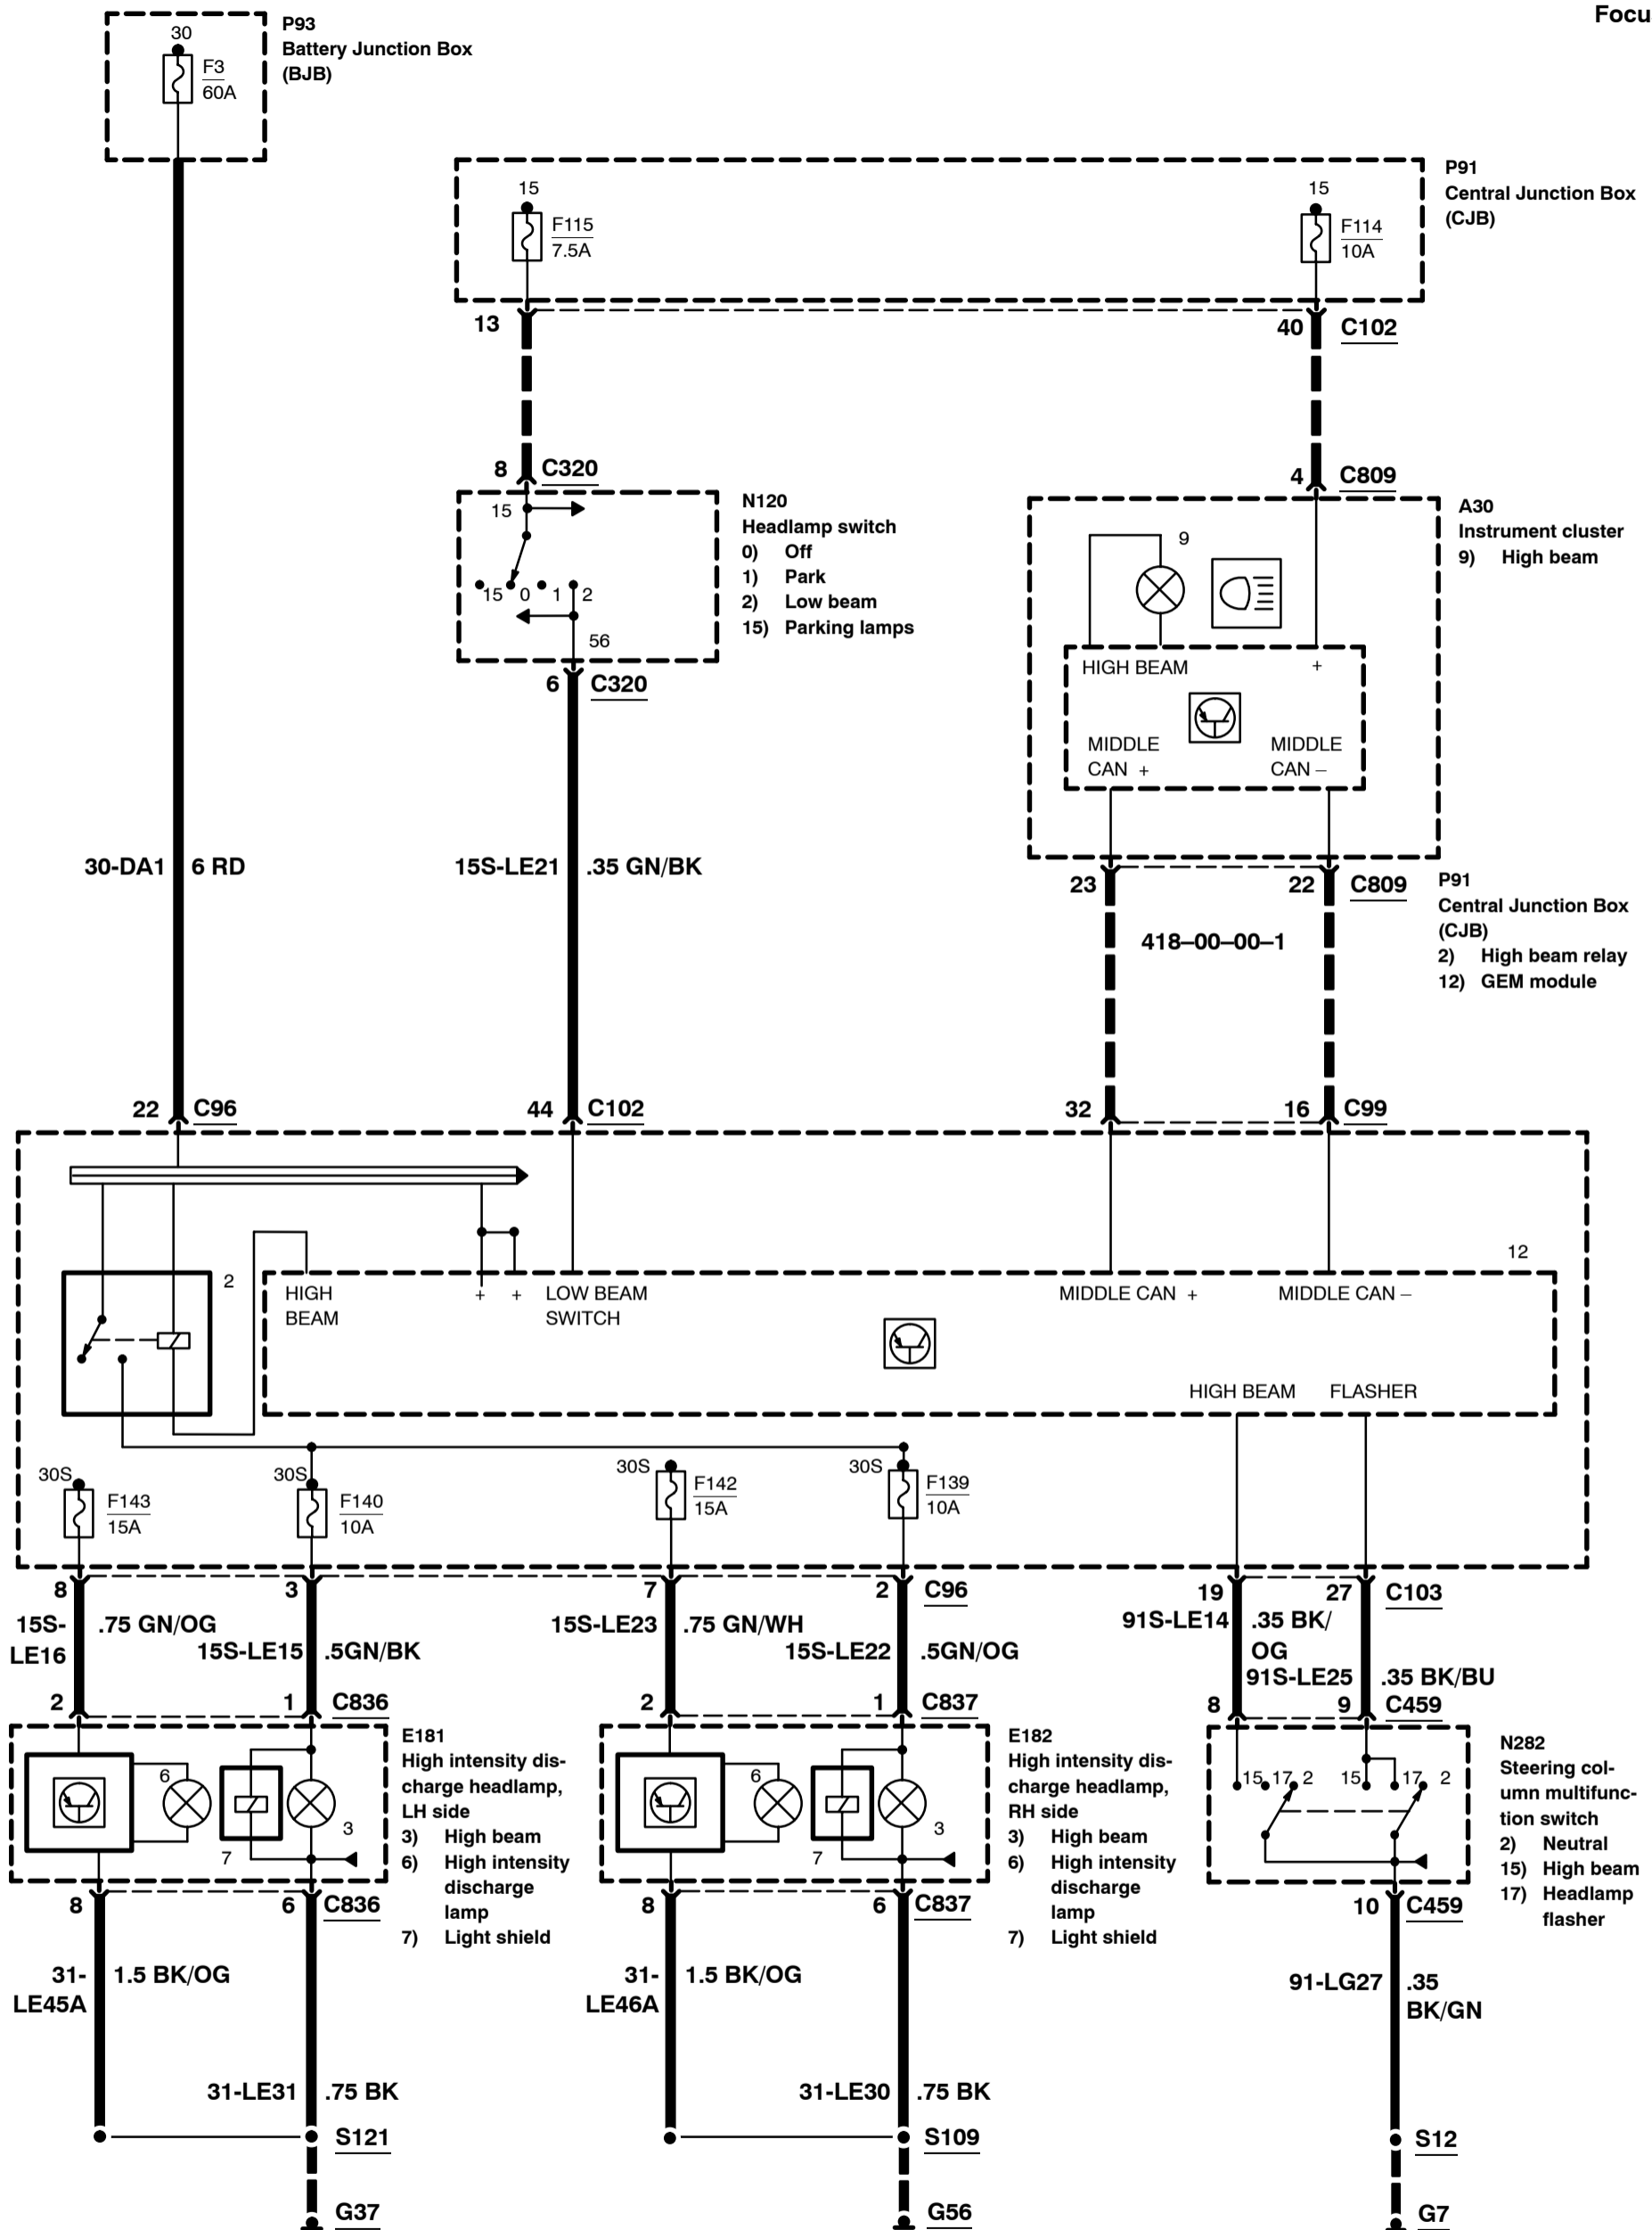 Focu
P93
Battery Junction Box
(BJB)
30
F3
60A
P91
Central Junction Box
(CJB)
15
F115
7.5A
15
F114
10A
13
40 C102
8 C320
4 C809
N120
Headlamp switch
0) Off
1) Park
2) Low beam
15) Parking lamps
15
15 0 1 2
56
6 C320
A30
Instrument cluster
9) High beam
9
HIGH BEAM +
MIDDLE
CAN +
MIDDLE
CAN –
30-DA1 6 RD
15S-LE21 .35 GN/BK
23
22 C809
418–00–00–1
P91
Central Junction Box
(CJB)
2) High beam relay
12) GEM module
22 C96
44 C102
32
16 C99
12
2
HIGH
BEAM
+ +
LOW BEAM
SWITCH
MIDDLE CAN +
MIDDLE CAN –
HIGH BEAM
FLASHER
30S
F143
15A
30S
F140
10A
30S
F142
15A
30S
F139
10A
8
3
7
2 C96
19
27 C103
15S-
LE16
.75 GN/OG
15S-LE15 .5GN/BK
15S-LE23 .75 GN/WH
15S-LE22 .5GN/OG
91S-LE14 .35 BK/
OG
91S-LE25 .35 BK/BU
2
1 C836
2
1 C837
8
9 C459
E181
High intensity dis-
charge headlamp,
LH side
3) High beam
6) High intensity
discharge
lamp
7) Light shield
6
7
3
E182
High intensity dis-
charge headlamp,
RH side
3) High beam
6) High intensity
discharge
lamp
7) Light shield
6
7
3
N282
Steering col-
umn multifunc-
tion switch
2) Neutral
15) High beam
17) Headlamp
flasher
15 17 2
15 17 2
8
6 C836
8
6 C837
10 C459
31-
LE45A
1.5 BK/OG
31-
LE46A
1.5 BK/OG
91-LG27 .35
BK/GN
31-LE31 .75 BK
31-LE30 .75 BK
S121
S109
S12
G37
G56
G7